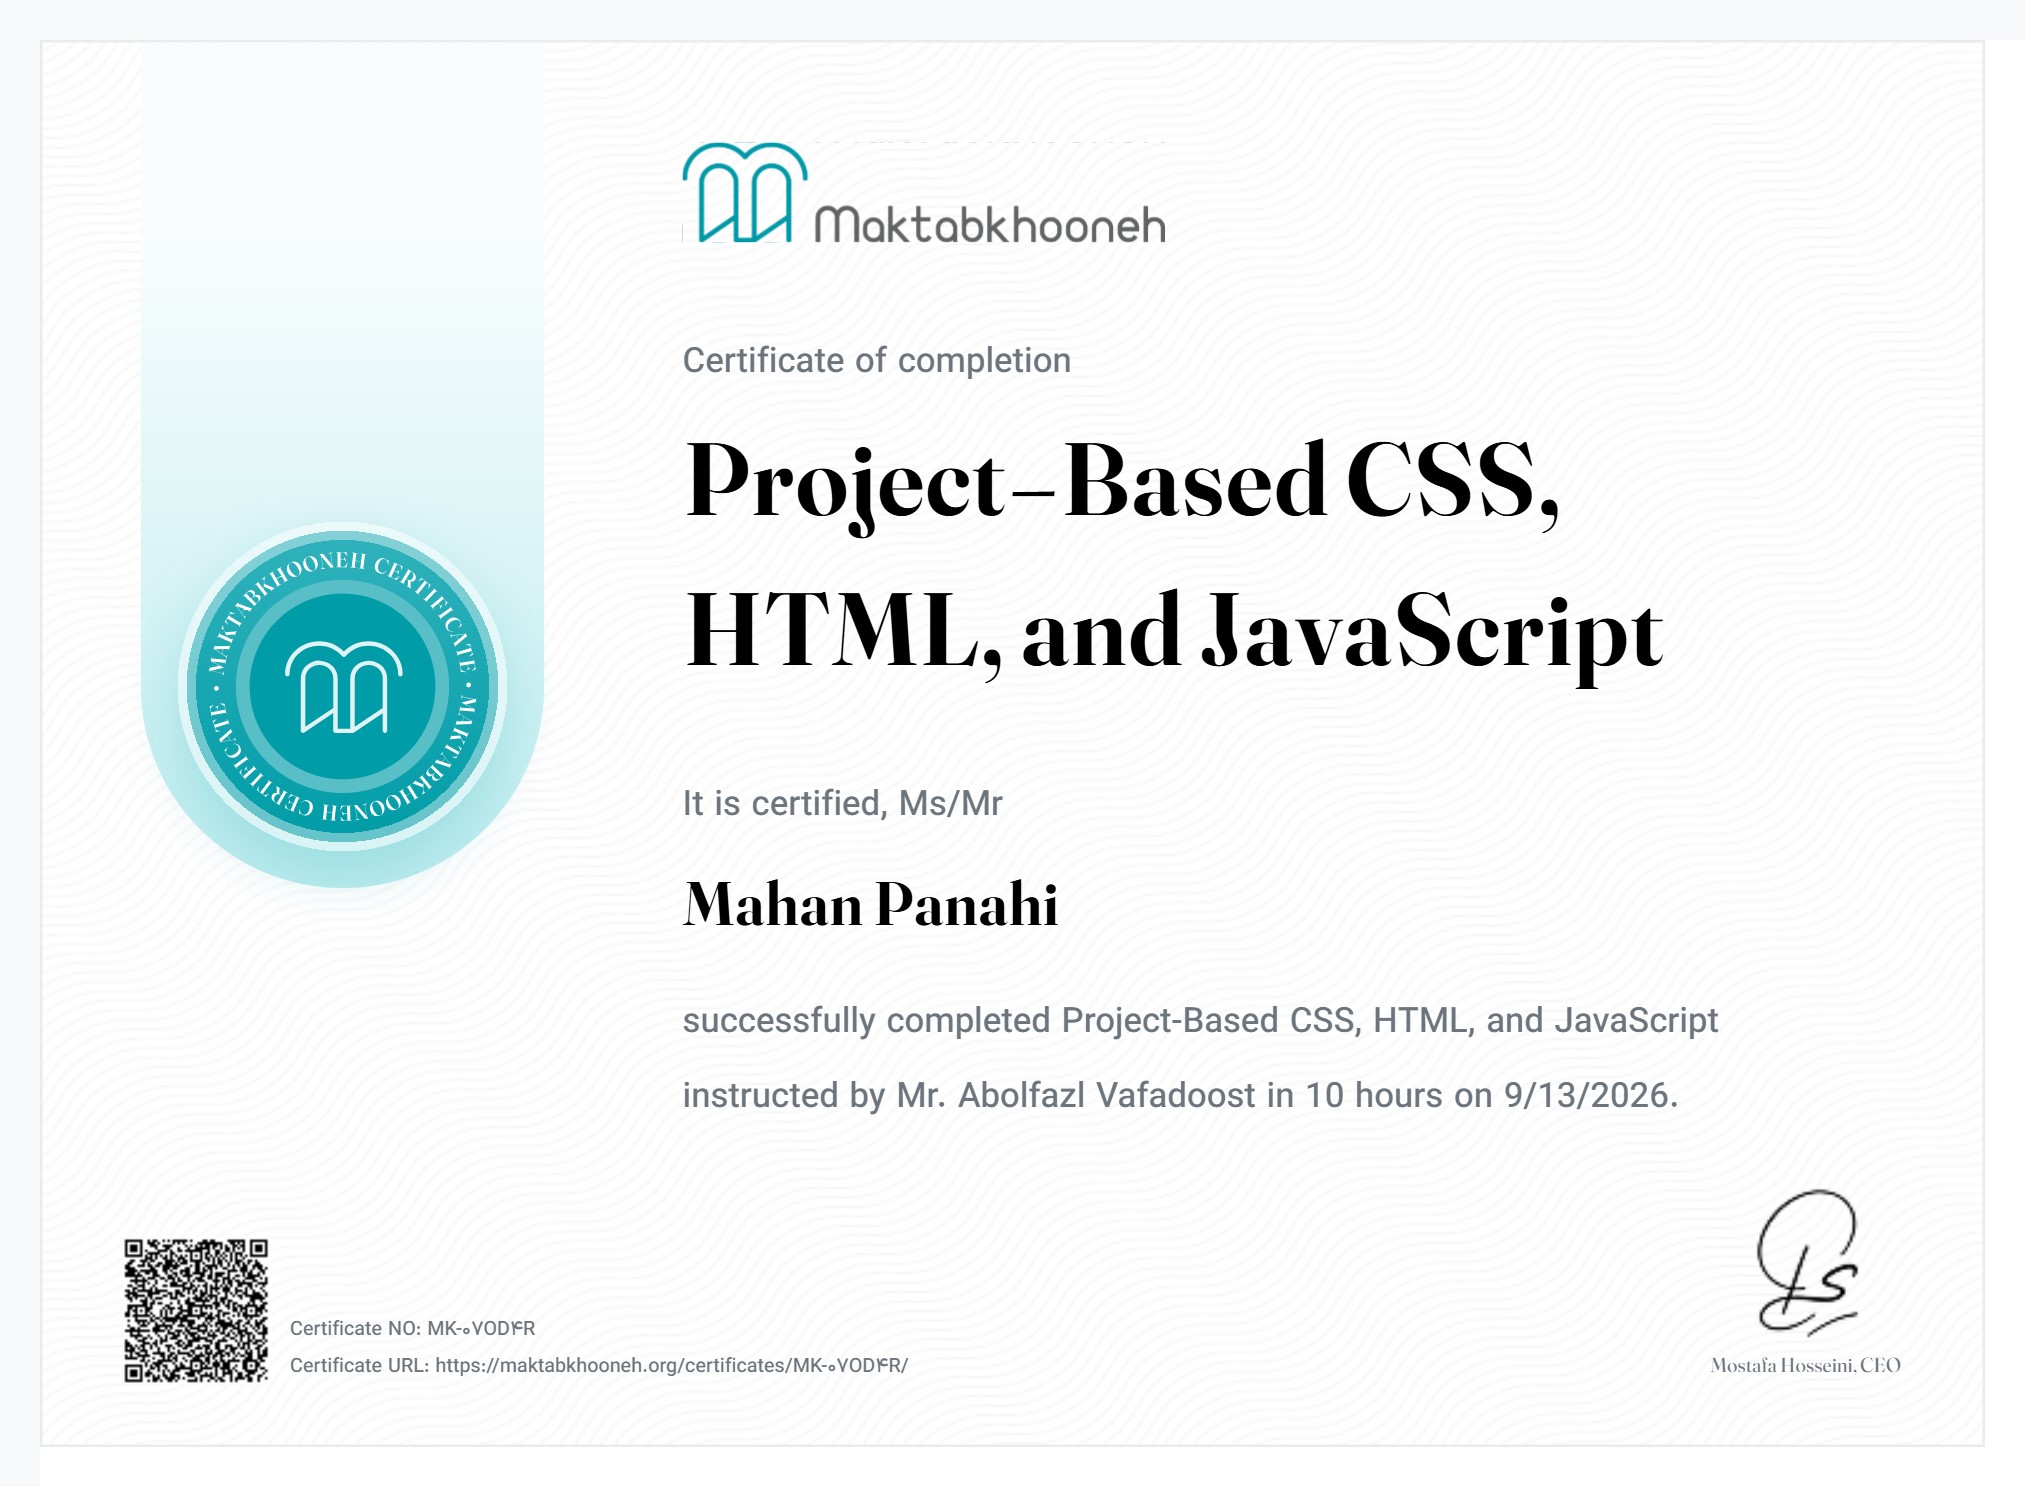 Maktabkhooneh
Certificate of completion
Project-Based CSS,
HTML, and JavaScript
MAKTABKHOONEH CERTIFICATE • MAKTABKHOONEH CERTIFICATE •
It is certified, Ms/Mr
Mahan Panahi
successfully completed Project-Based CSS, HTML, and JavaScript
instructed by Mr. Abolfazl Vafadoost in 10 hours on 9/13/2026.
Certificate NO: MK-۰۷OD۴R
Certificate URL: https://maktabkhooneh.org/certificates/MK-۰۷OD۴R/
Mostafa Hosseini, CEO